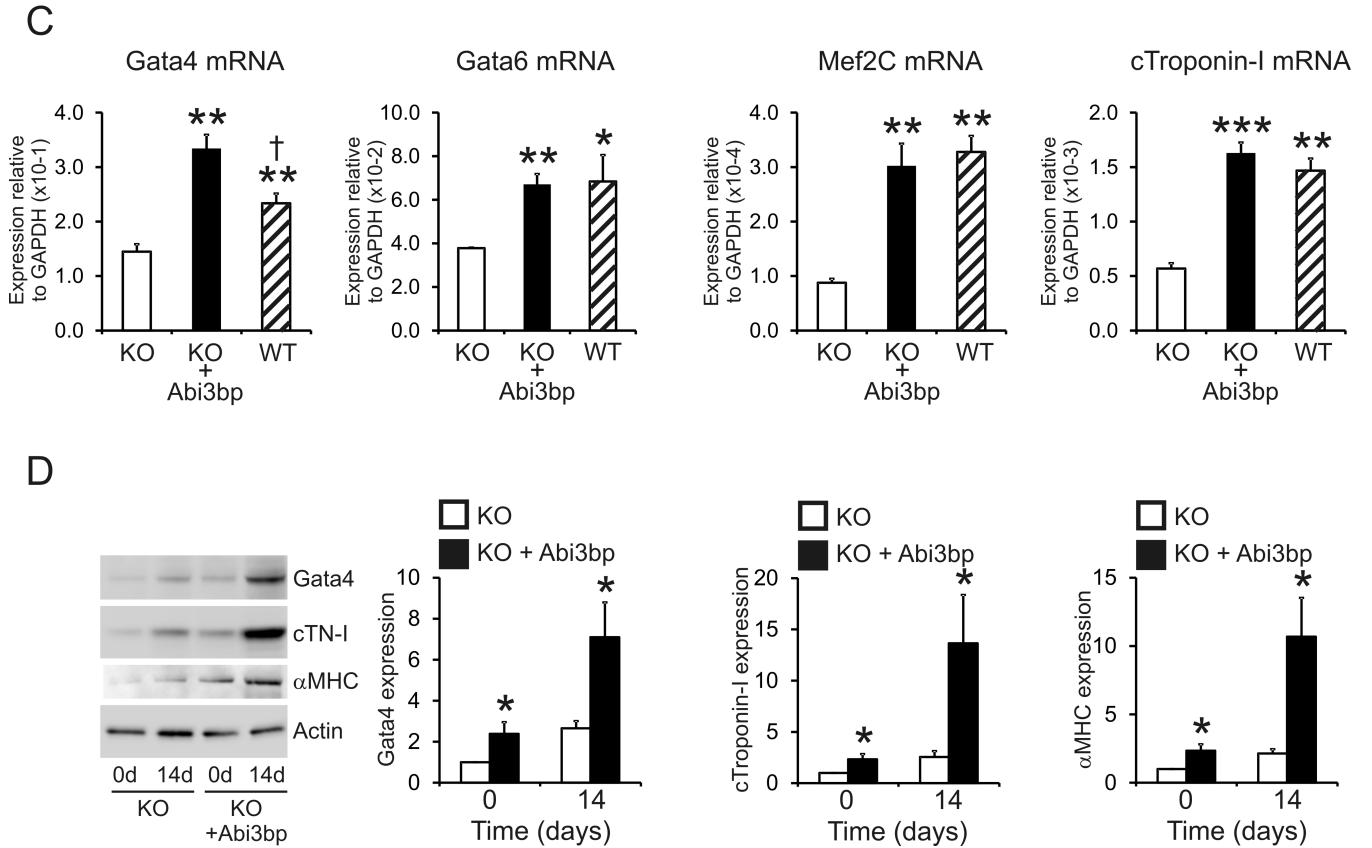 C
Gata4 mRNA
Expression relative
to GAPDH (x10-1)
4.0
3.0
2.0
1.0
0.0
**
†
**
KO
KO
+
Abi3bp
WT
Gata6 mRNA
Expression relative
to GAPDH (x10-2)
10.0
8.0
6.0
4.0
2.0
0.0
**
*
KO
KO
+
Abi3bp
WT
Mef2C mRNA
Expression relative
to GAPDH (x10-4)
4.0
3.0
2.0
1.0
0.0
**
**
KO
KO
+
Abi3bp
WT
cTroponin-I mRNA
Expression relative
to GAPDH (x10-3)
2.0
1.5
1.0
0.5
0.0
***
**
KO
KO
+
Abi3bp
WT
D
Gata4
cTN-I
αMHC
Actin
0d 14d 0d 14d
KO KO
+Abi3bp
KO
KO + Abi3bp
Gata4 expression
10
8
6
4
2
0
*
*
0 14
Time (days)
KO
KO + Abi3bp
cTroponin-I expression
20
15
10
5
0
*
*
0 14
Time (days)
KO
KO + Abi3bp
αMHC expression
15
10
5
0
*
*
0 14
Time (days)